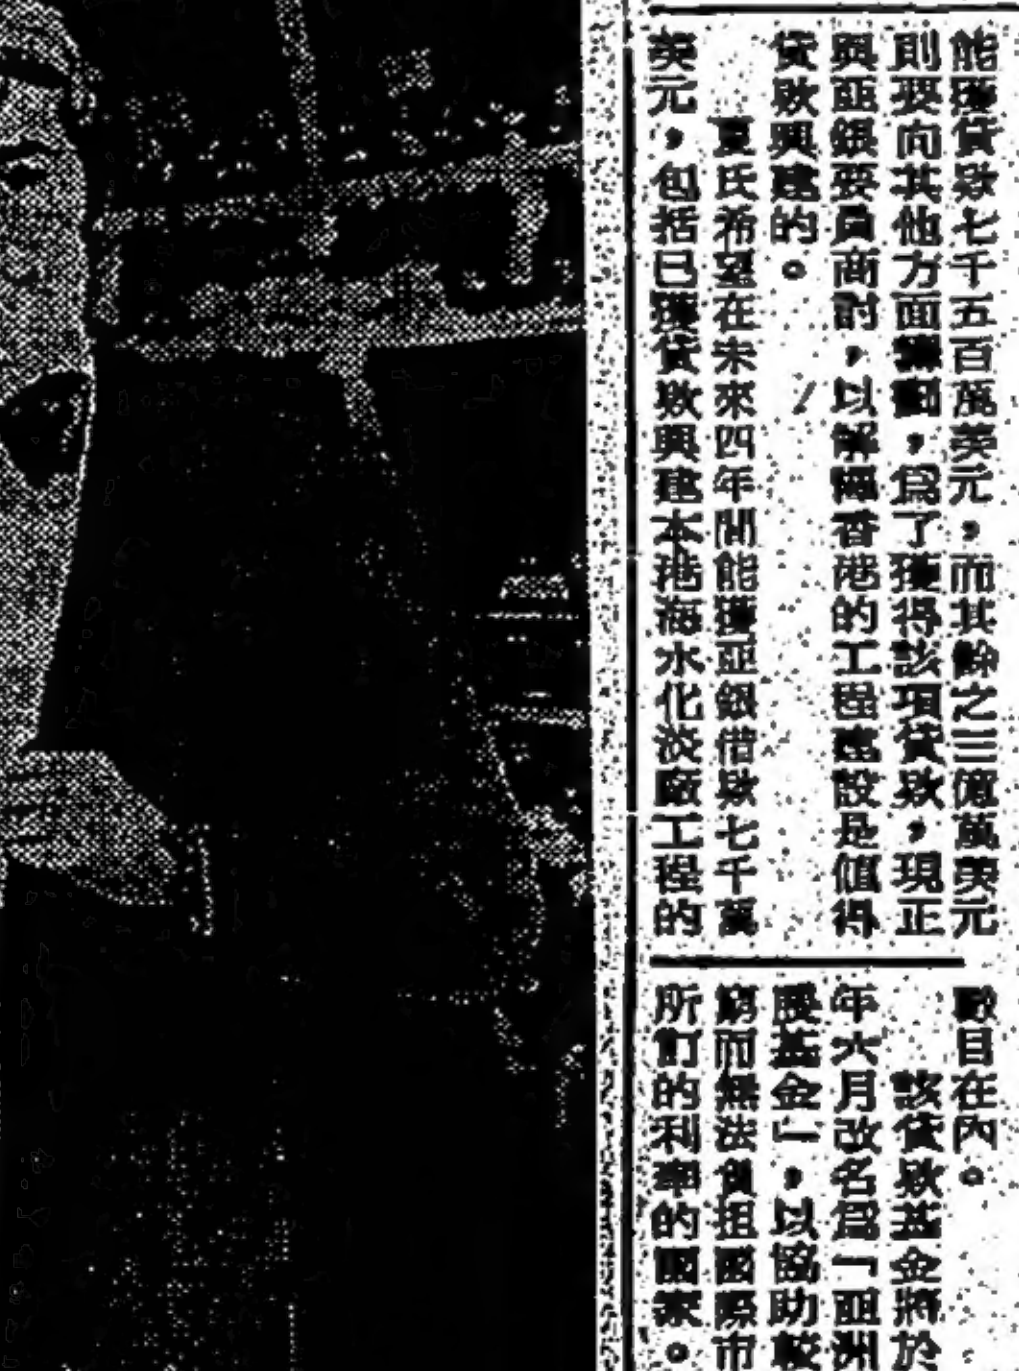 能獲貸款七千五百萬美元，而其餘之三億萬美元
則要向其他方面籌劃，為了獲得該項貸款，現正
與亞銀要員商討，以解釋香港的工程建設是值得
貸款興建的。
夏氏希望在未來四年間能獲亞銀借款七千萬
美元，包括已獲貸款興建本港海水化淡廠工程的
數目在內。
該貸款基金將於
年六月改名為「亞洲
發展基金」，以協助較
窮而無法負担國際市
所訂的利率的國家。